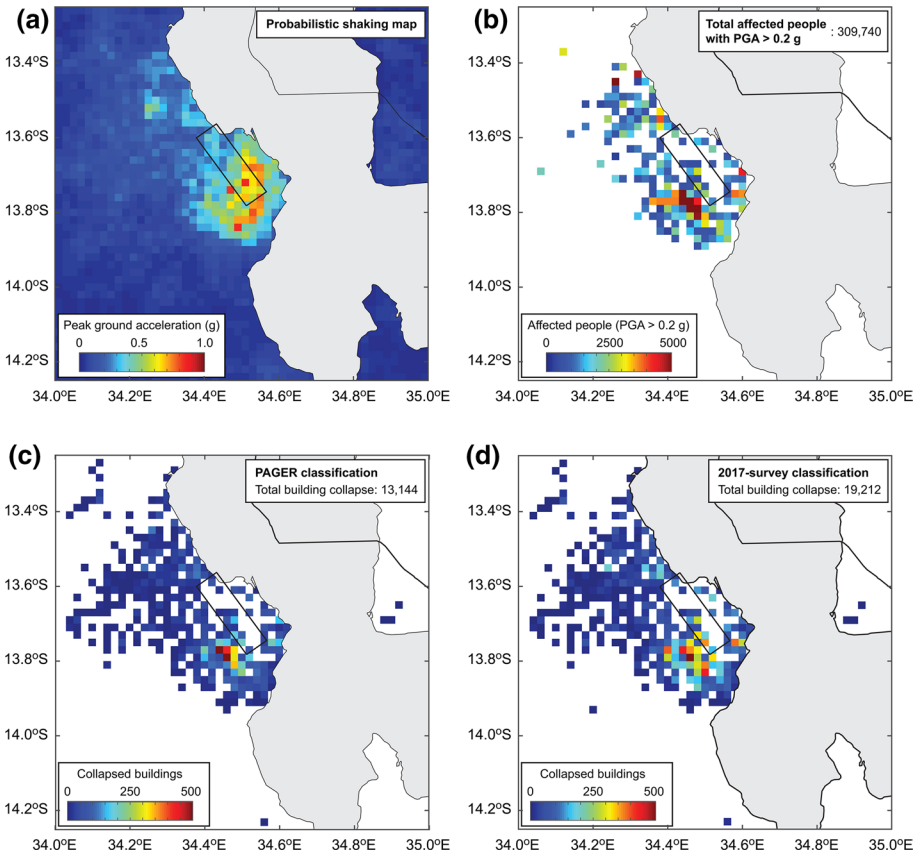 (a)
Probabilistic shaking map
13.4ºS
13.6ºS
13.8ºS
14.0ºS
14.2ºS
Peak ground acceleration (g)
0 0.5 1.0
34.0ºE 34.2ºE 34.4ºE 34.6ºE 34.8ºE 35.0ºE
(b)
Total affected people
with PGA > 0.2 g : 309,740
13.4ºS
13.6ºS
13.8ºS
14.0ºS
14.2ºS
Affected people (PGA > 0.2 g)
0 2500 5000
34.0ºE 34.2ºE 34.4ºE 34.6ºE 34.8ºE 35.0ºE
(c)
PAGER classification
Total building collapse: 13,144
13.4ºS
13.6ºS
13.8ºS
14.0ºS
14.2ºS
Collapsed buildings
0 250 500
34.0ºE 34.2ºE 34.4ºE 34.6ºE 34.8ºE 35.0ºE
(d)
2017-survey classification
Total building collapse: 19,212
13.4ºS
13.6ºS
13.8ºS
14.0ºS
14.2ºS
Collapsed buildings
0 250 500
34.0ºE 34.2ºE 34.4ºE 34.6ºE 34.8ºE 35.0ºE